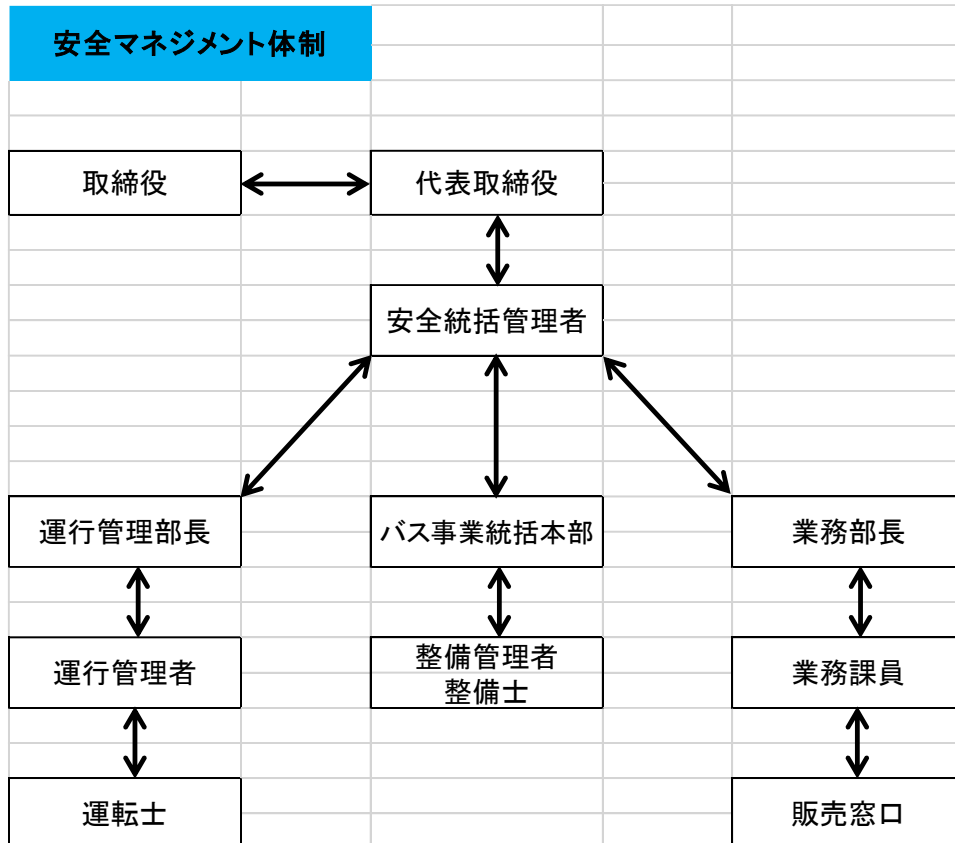 安全マネジメント体制
取締役
代表取締役
安全統括管理者
運行管理部長
バス事業統括本部
業務部長
運行管理者
整備管理者
整備士
業務課員
運転士
販売窓口